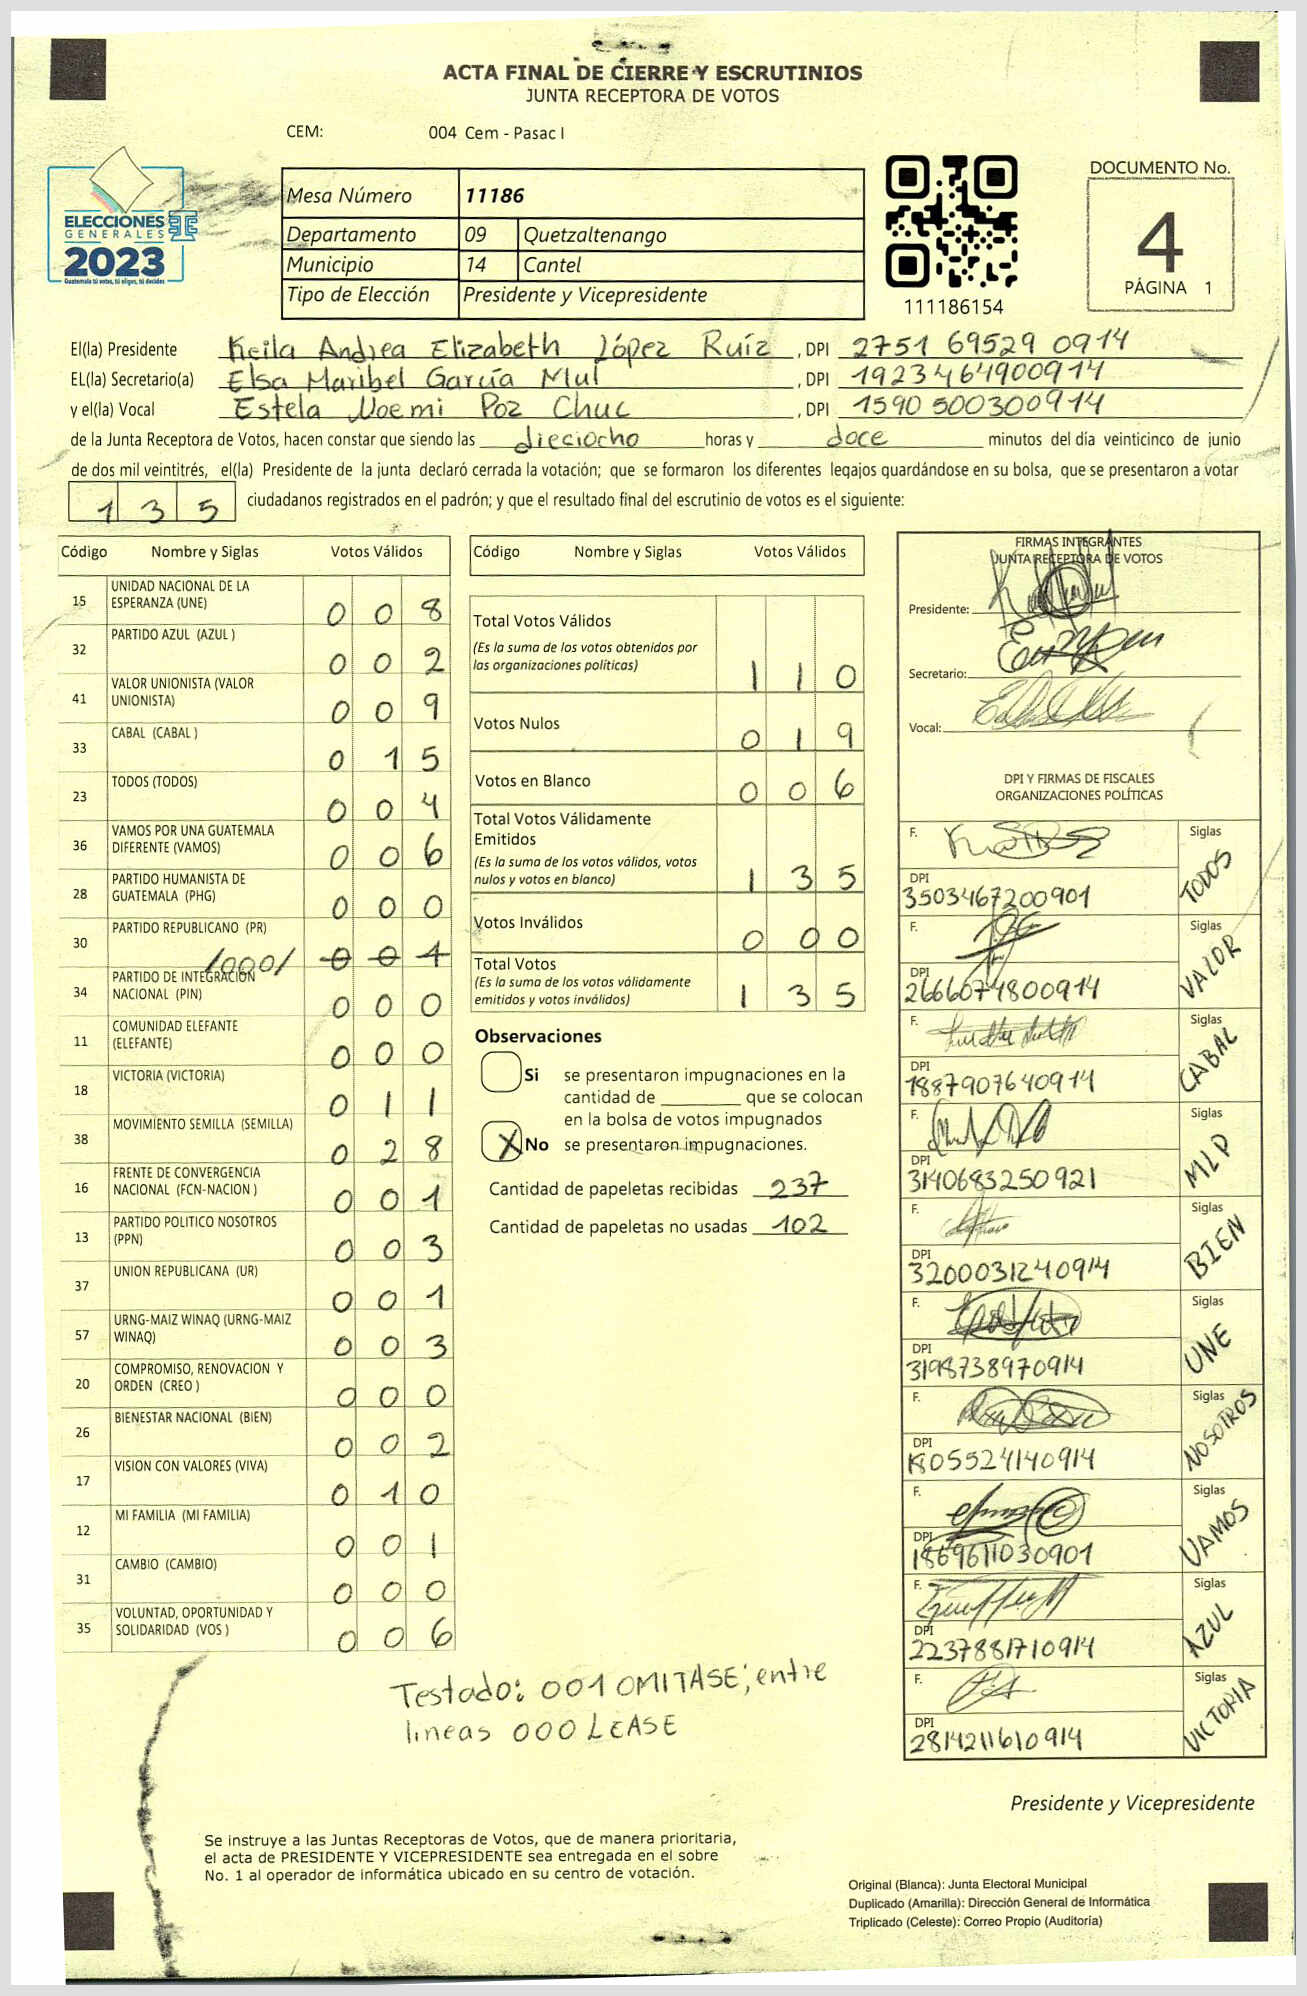 ACTA FINAL DE CIERRE Y ESCRUTINIOS
JUNTA RECEPTORA DE VOTOS
CEM: 004 Cem - Pasac I
ELECCIONES
GENERALES
2023
Guatemala tú votas, tú eliges, tú decides
Mesa Número 11186
Departamento 09 Quetzaltenango
Municipio 14 Cantel
Tipo de Elección Presidente y Vicepresidente
111186154
DOCUMENTO No.
4
PÁGINA 1
El(la) Presidente Keila Andrea Elizabeth López Ruíz , DPI 2751 69529 0914
EL(la) Secretario(a) Elsa Maribel García Mul , DPI 1923464900914
y el(la) Vocal Estela Noemi Poz Chuc , DPI 1590 500300914
de la Junta Receptora de Votos, hacen constar que siendo las dieciocho horas y doce minutos del día veinticinco de junio
de dos mil veintitrés, el(la) Presidente de la junta declaró cerrada la votación; que se formaron los diferentes legajos guardándose en su bolsa, que se presentaron a votar
135 ciudadanos registrados en el padrón; y que el resultado final del escrutinio de votos es el siguiente:
Código Nombre y Siglas Votos Válidos
15 UNIDAD NACIONAL DE LA ESPERANZA (UNE) 0 0 8
32 PARTIDO AZUL (AZUL ) 0 0 2
41 VALOR UNIONISTA (VALOR UNIONISTA) 0 0 9
33 CABAL (CABAL ) 0 1 5
23 TODOS (TODOS) 0 0 4
36 VAMOS POR UNA GUATEMALA DIFERENTE (VAMOS) 0 0 6
28 PARTIDO HUMANISTA DE GUATEMALA (PHG) 0 0 0
30 PARTIDO REPUBLICANO (PR) /000/ 0 0 1
34 PARTIDO DE INTEGRACION NACIONAL (PIN) 0 0 0
11 COMUNIDAD ELEFANTE (ELEFANTE) 0 0 0
18 VICTORIA (VICTORIA) 0 1 1
38 MOVIMIENTO SEMILLA (SEMILLA) 0 2 8
16 FRENTE DE CONVERGENCIA NACIONAL (FCN-NACION ) 0 0 1
13 PARTIDO POLITICO NOSOTROS (PPN) 0 0 3
37 UNION REPUBLICANA (UR) 0 0 1
57 URNG-MAIZ WINAQ (URNG-MAIZ WINAQ) 0 0 3
20 COMPROMISO, RENOVACION Y ORDEN (CREO ) 0 0 0
26 BIENESTAR NACIONAL (BIEN) 0 0 2
17 VISION CON VALORES (VIVA) 0 1 0
12 MI FAMILIA (MI FAMILIA) 0 0 1
31 CAMBIO (CAMBIO) 0 0 0
35 VOLUNTAD, OPORTUNIDAD Y SOLIDARIDAD (VOS ) 0 0 6
Código Nombre y Siglas Votos Válidos
Total Votos Válidos
(Es la suma de los votos obtenidos por
las organizaciones políticas) 1 1 0
Votos Nulos 0 1 9
Votos en Blanco 0 0 6
Total Votos Válidamente
Emitidos
(Es la suma de los votos válidos, votos
nulos y votos en blanco) 1 3 5
Votos Inválidos 0 0 0
Total Votos
(Es la suma de los votos válidamente
emitidos y votos inválidos) 1 3 5
Observaciones
Si se presentaron impugnaciones en la
cantidad de ________ que se colocan
en la bolsa de votos impugnados
X No se presentaron impugnaciones.
Cantidad de papeletas recibidas 237
Cantidad de papeletas no usadas 102
FIRMAS INTEGRANTES
JUNTA RECEPTORA DE VOTOS
Presidente:
Secretario:
Vocal:
DPI Y FIRMAS DE FISCALES
ORGANIZACIONES POLÍTICAS
F. Siglas TODOS
DPI 3503467200901
F. Siglas VALOR
DPI 2666074800914
F. Siglas CABAL
DPI 1887907640914
F. Siglas MLP
DPI 3140683250921
F. Siglas BIEN
DPI 3200031240914
F. Siglas UNE
DPI 3198738970914
F. Siglas NOSOTROS
DPI 1805524140914
F. Siglas VAMOS
DPI 1869611030901
F. Siglas AZUL
DPI 2237881710914
F. Siglas VICTORIA
DPI 2814211610914
Testado: 001 OMITASE; entre
lineas 000 LEASE
Presidente y Vicepresidente
Se instruye a las Juntas Receptoras de Votos, que de manera prioritaria,
el acta de PRESIDENTE Y VICEPRESIDENTE sea entregada en el sobre
No. 1 al operador de informática ubicado en su centro de votación.
Original (Blanca): Junta Electoral Municipal
Duplicado (Amarilla): Dirección General de Informática
Triplicado (Celeste): Correo Propio (Auditoría)